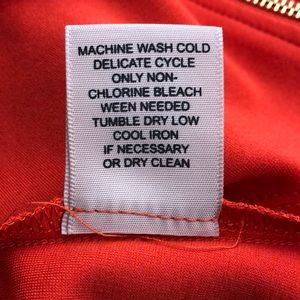 MACHINE WASH COLD
DELICATE CYCLE
ONLY NON-
CHLORINE BLEACH
WEEN NEEDED
TUMBLE DRY LOW
COOL IRON
IF NECESSARY
OR DRY CLEAN